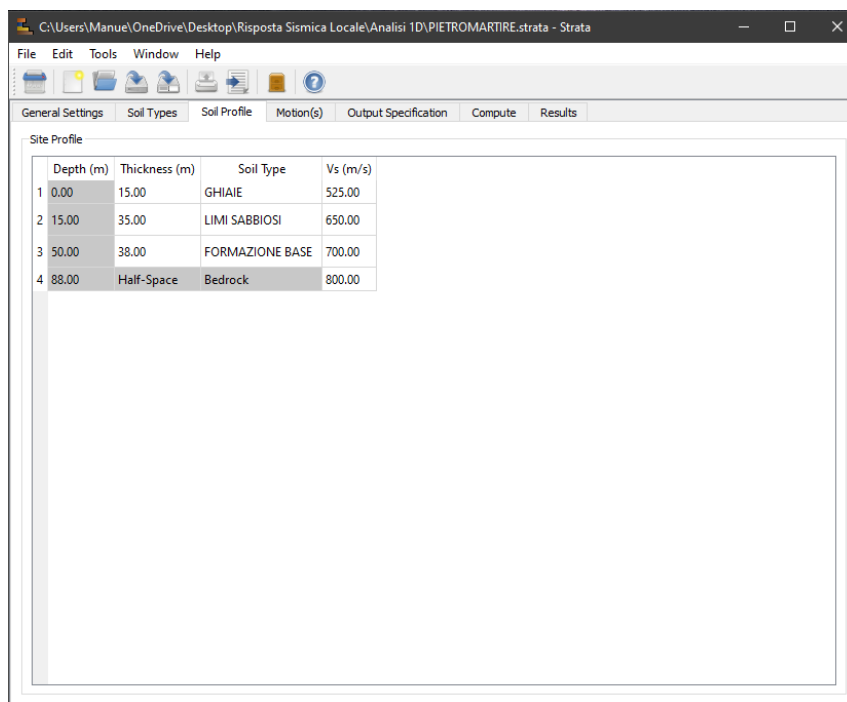 C:\Users\Manue\OneDrive\Desktop\Risposta Sismica Locale\Analisi 1D\PIETROMARTIRE.strata - Strata
File Edit Tools Window Help
General Settings Soil Types Soil Profile Motion(s) Output Specification Compute Results
Site Profile
Depth (m) Thickness (m) Soil Type Vs (m/s)
1 0.00 15.00 GHIAIE 525.00
2 15.00 35.00 LIMI SABBIOSI 650.00
3 50.00 38.00 FORMAZIONE BASE 700.00
4 88.00 Half-Space Bedrock 800.00